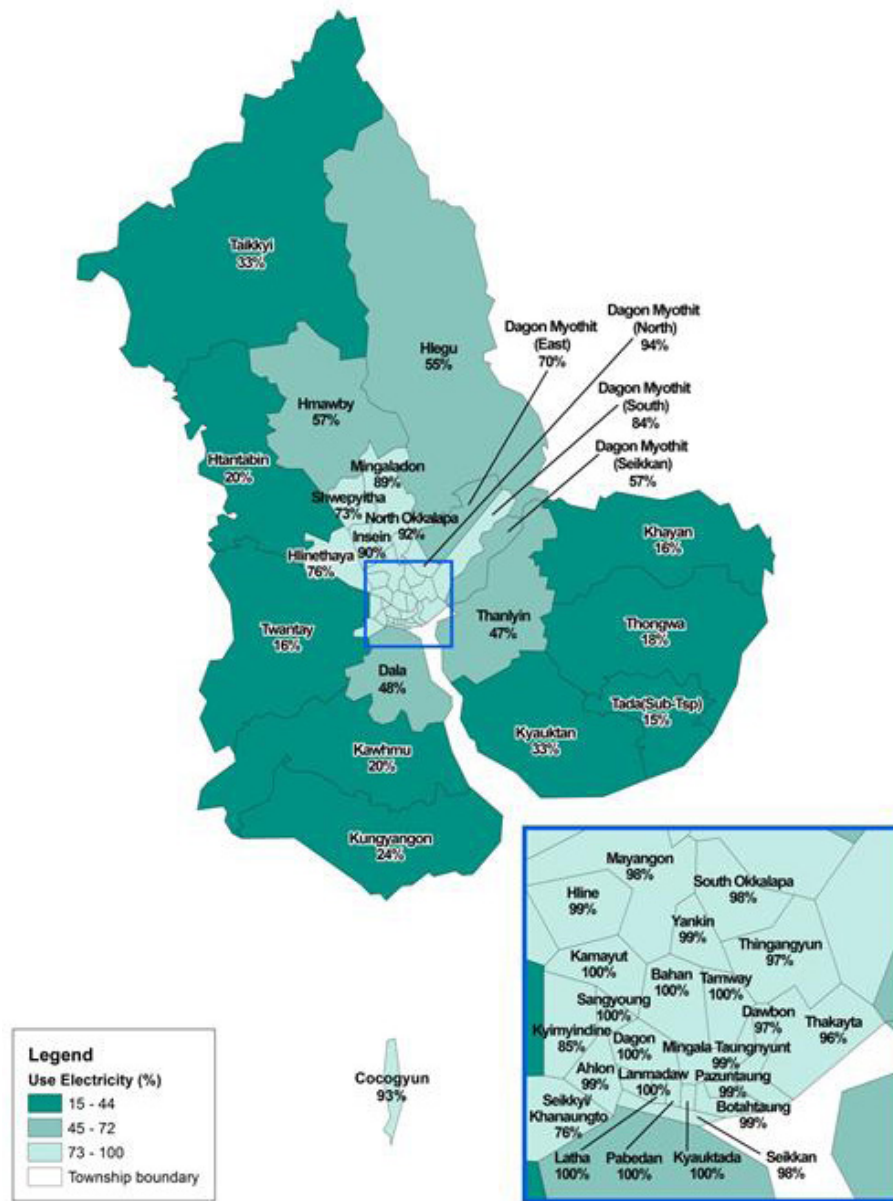 Taikkyi
33%
Hlegu
55%
Dagon Myothit
(East)
70%
Dagon Myothit
(North)
94%
Dagon Myothit
(South)
84%
Dagon Myothit
(Seikkan)
57%
Hmawby
57%
Htantabin
20%
Mingaladon
89%
Shwepyitha
73%
North Okkalapa
92%
Insein
90%
Hlinethaya
76%
Khayan
16%
Thongwa
18%
Thanlyin
47%
Twantay
16%
Dala
48%
Tada(Sub-Tsp)
15%
Kyauktan
33%
Kawhmu
20%
Kungyangon
24%
Cocogyun
93%
Legend
Use Electricity (%)
15 - 44
45 - 72
73 - 100
Township boundary
Mayangon
98%
South Okkalapa
98%
Hline
99%
Yankin
99%
Thingangyun
97%
Kamayut
100%
Bahan
100%
Tamway
100%
Sangyoung
100%
Dawbon
97%
Thakayta
96%
Kyimyindine
85%
Dagon
100%
Mingala Taungnyunt
99%
Ahlon
99%
Lanmadaw
100%
Pazuntaung
99%
Seikkyi/
Khanaungto
76%
Botahtaung
99%
Latha
100%
Pabedan
100%
Kyauktada
100%
Seikkan
98%